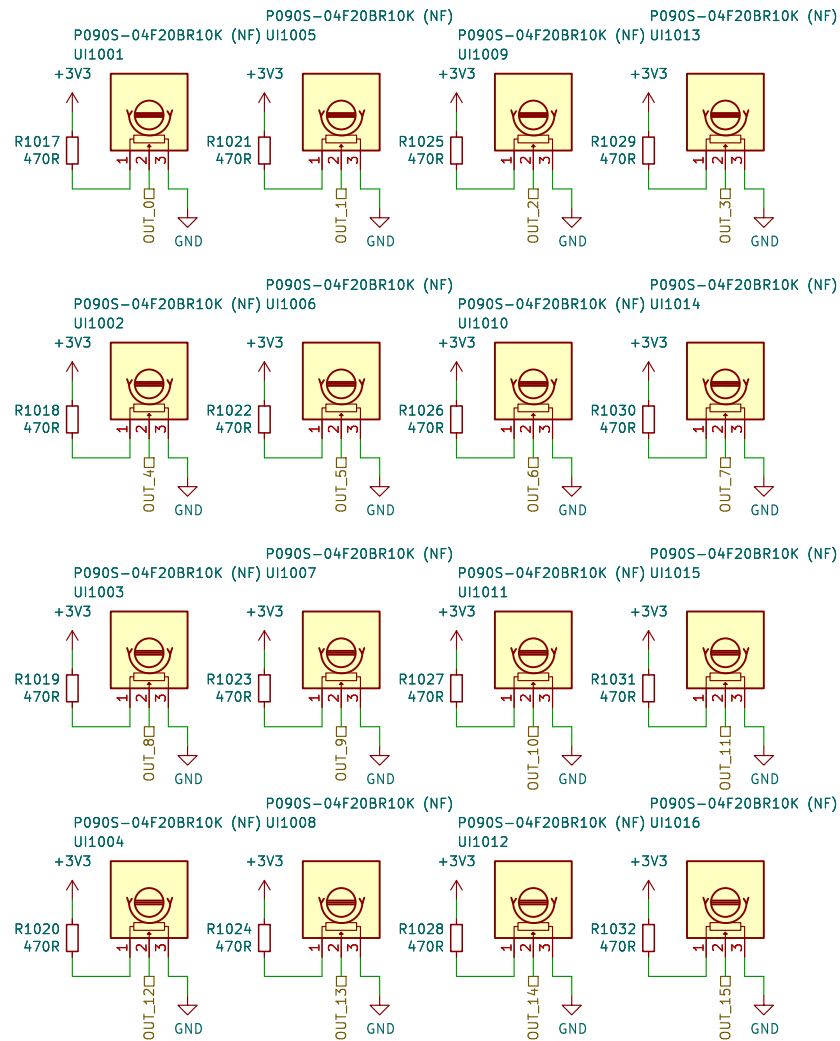 P090S-04F20BR10K (NF)
UI1001
+3V3
R1017
470R
1 2 3
OUT_0
GND
P090S-04F20BR10K (NF)
UI1005
+3V3
R1021
470R
1 2 3
OUT_1
GND
P090S-04F20BR10K (NF)
UI1009
+3V3
R1025
470R
1 2 3
OUT_2
GND
P090S-04F20BR10K (NF)
UI1013
+3V3
R1029
470R
1 2 3
OUT_3
GND
P090S-04F20BR10K (NF)
UI1002
+3V3
R1018
470R
1 2 3
OUT_4
GND
P090S-04F20BR10K (NF)
UI1006
+3V3
R1022
470R
1 2 3
OUT_5
GND
P090S-04F20BR10K (NF)
UI1010
+3V3
R1026
470R
1 2 3
OUT_6
GND
P090S-04F20BR10K (NF)
UI1014
+3V3
R1030
470R
1 2 3
OUT_7
GND
P090S-04F20BR10K (NF)
UI1003
+3V3
R1019
470R
1 2 3
OUT_8
GND
P090S-04F20BR10K (NF)
UI1007
+3V3
R1023
470R
1 2 3
OUT_9
GND
P090S-04F20BR10K (NF)
UI1011
+3V3
R1027
470R
1 2 3
OUT_10
GND
P090S-04F20BR10K (NF)
UI1015
+3V3
R1031
470R
1 2 3
OUT_11
GND
P090S-04F20BR10K (NF)
UI1004
+3V3
R1020
470R
1 2 3
OUT_12
GND
P090S-04F20BR10K (NF)
UI1008
+3V3
R1024
470R
1 2 3
OUT_13
GND
P090S-04F20BR10K (NF)
UI1012
+3V3
R1028
470R
1 2 3
OUT_14
GND
P090S-04F20BR10K (NF)
UI1016
+3V3
R1032
470R
1 2 3
OUT_15
GND